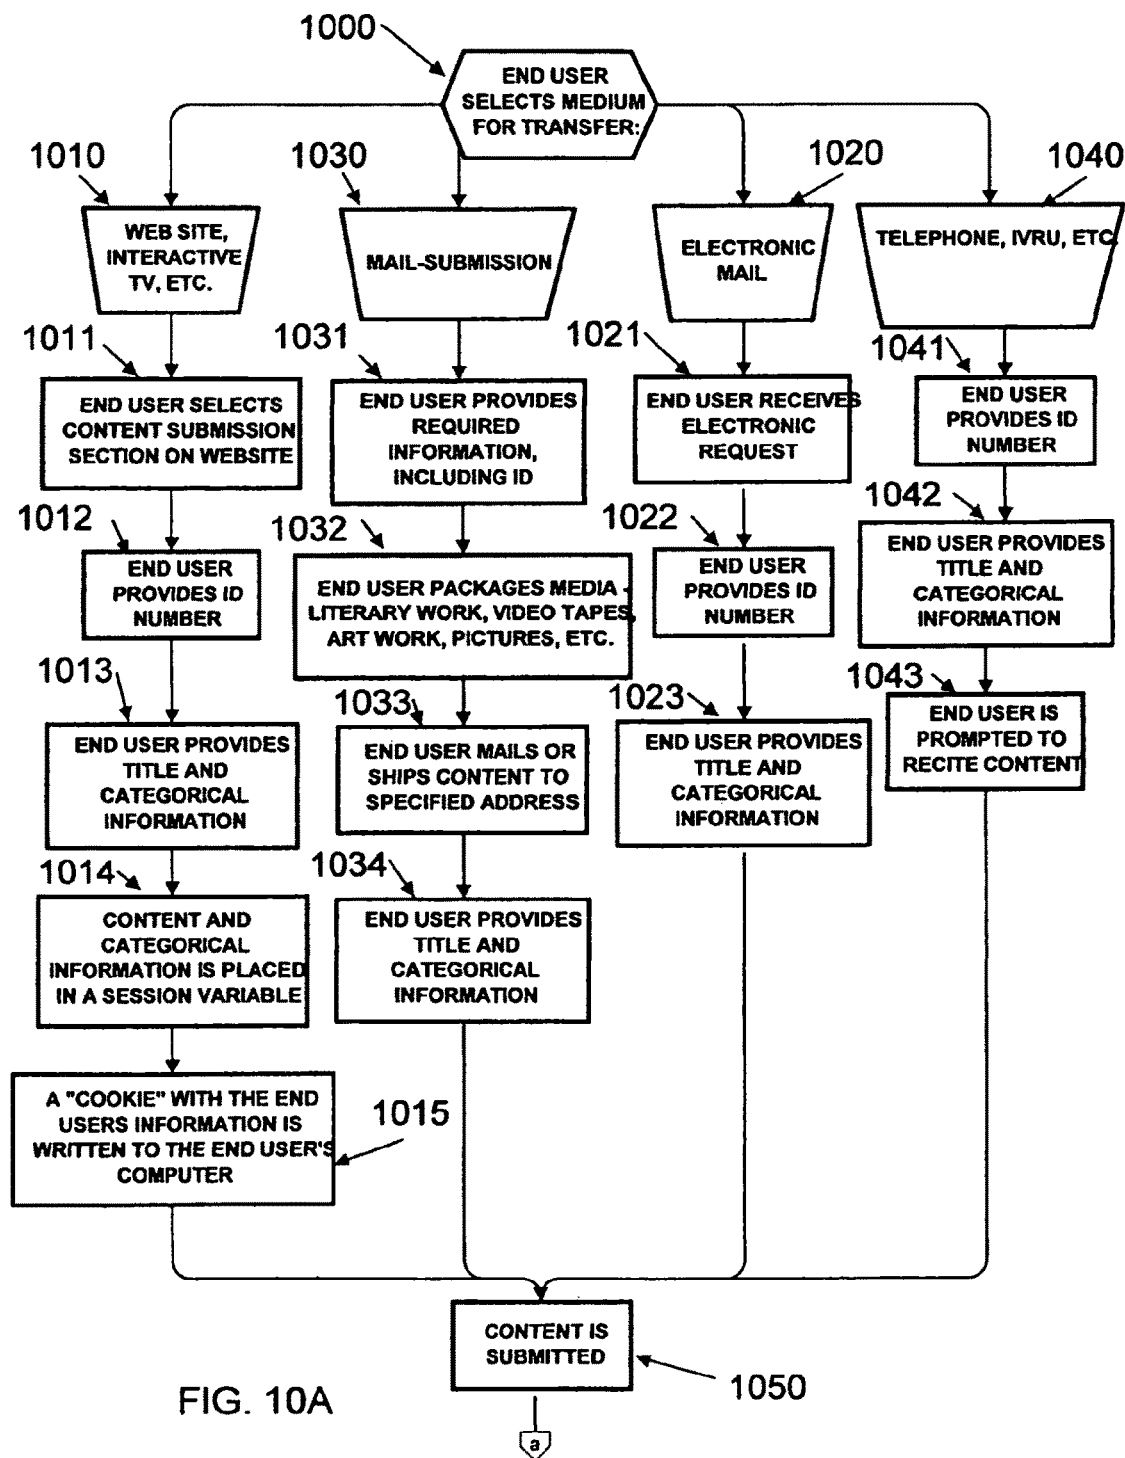 1000
END USER
SELECTS MEDIUM
FOR TRANSFER:
1010
WEB SITE,
INTERACTIVE
TV, ETC.
1030
MAIL-SUBMISSION
1020
ELECTRONIC
MAIL
1040
TELEPHONE, IVRU, ETC.
1011
END USER SELECTS
CONTENT SUBMISSION
SECTION ON WEBSITE
1031
END USER PROVIDES
REQUIRED
INFORMATION,
INCLUDING ID
1021
END USER RECEIVES
ELECTRONIC
REQUEST
1041
END USER
PROVIDES ID
NUMBER
1012
END USER
PROVIDES ID
NUMBER
1032
END USER PACKAGES MEDIA -
LITERARY WORK, VIDEO TAPES,
ART WORK, PICTURES, ETC.
1022
END USER
PROVIDES ID
NUMBER
1042
END USER PROVIDES
TITLE AND
CATEGORICAL
INFORMATION
1013
END USER PROVIDES
TITLE AND
CATEGORICAL
INFORMATION
1033
END USER MAILS OR
SHIPS CONTENT TO
SPECIFIED ADDRESS
1023
END USER PROVIDES
TITLE AND
CATEGORICAL
INFORMATION
1043
END USER IS
PROMPTED TO
RECITE CONTENT
1014
CONTENT AND
CATEGORICAL
INFORMATION IS PLACED
IN A SESSION VARIABLE
1034
END USER PROVIDES
TITLE AND
CATEGORICAL
INFORMATION
A "COOKIE" WITH THE END
USERS INFORMATION IS
WRITTEN TO THE END USER'S
COMPUTER
1015
CONTENT IS
SUBMITTED
1050
FIG. 10A
a